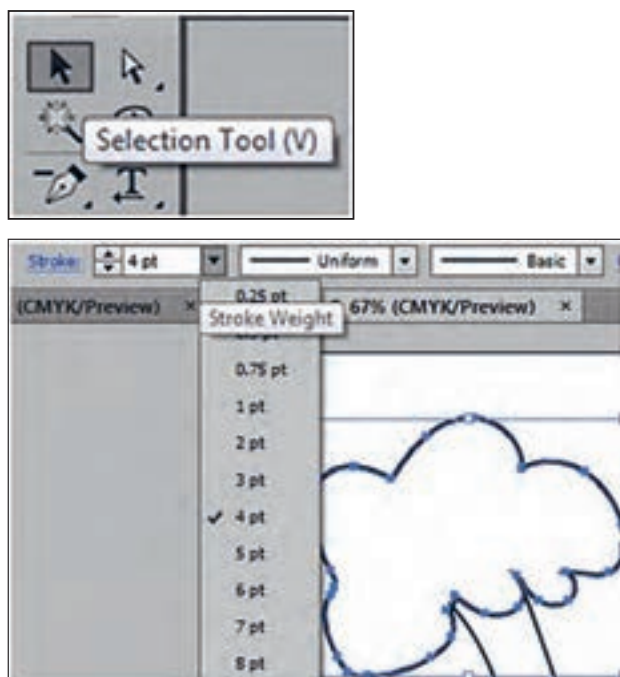 Selection Tool (V)
Stroke: 4 pt Uniform Basic
(CMYK/Preview) × 0.25 pt 67% (CMYK/Preview) ×
Stroke Weight
0.75 pt
1 pt
2 pt
3 pt
4 pt
5 pt
6 pt
7 pt
8 pt